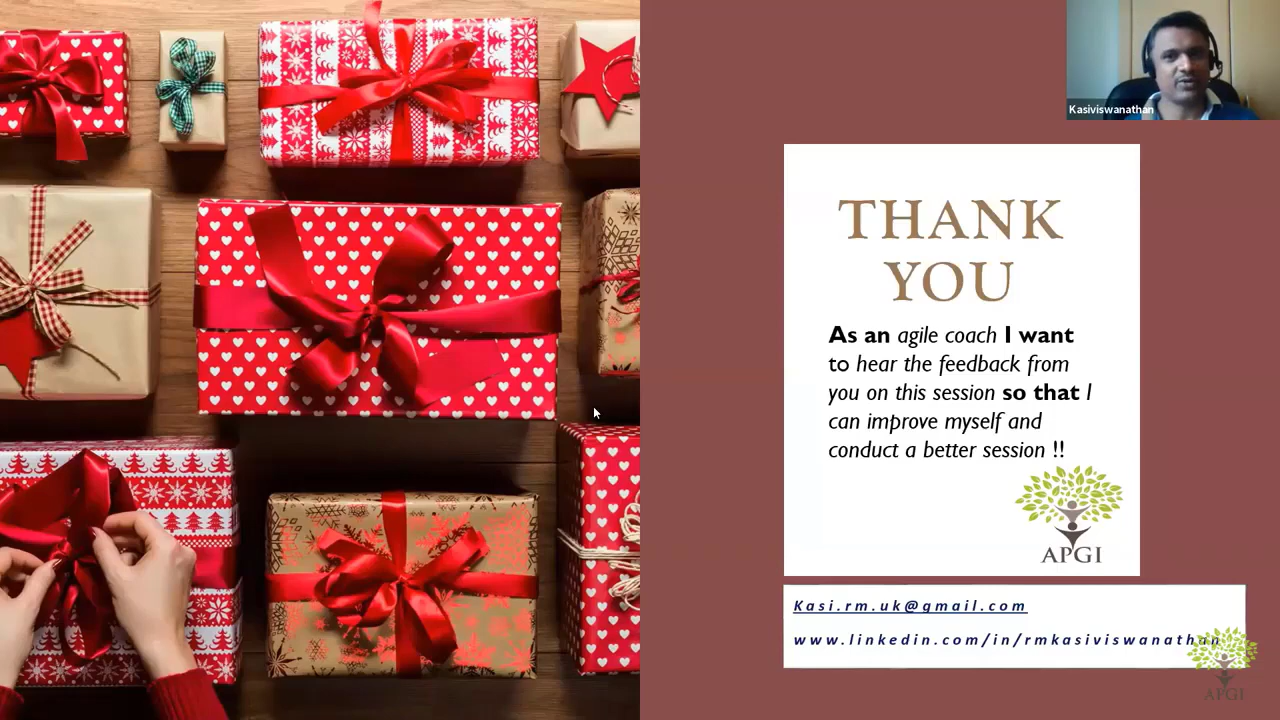 Kasiviswanathan
THANK
YOU
As an agile coach I want
to hear the feedback from
you on this session so that I
can improve myself and
conduct a better session !!
APGI
Kasi.rm.uk@gmail.com
www.linkedin.com/in/rmkasiviswanathan
APGI